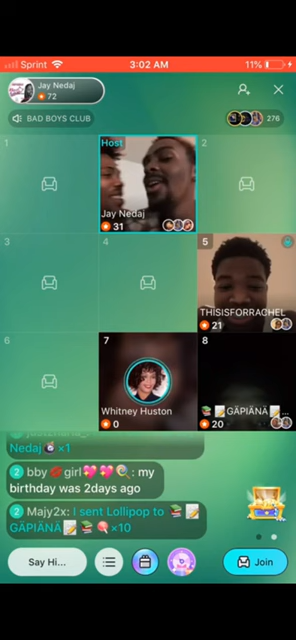 Sprint 3:02 AM 11%
Jay Nedaj
72
BAD BOYS CLUB
276
1
Host
2
Jay Nedaj
31
3
4
5
THISISFORRACHEL
21
6
7
8
Whitney Huston
0
GÄPIÄNÄ ...
20
Nedaj ×1
2 bby girl : my
birthday was 2days ago
2 Majy2x: I sent Lollipop to
GÄPIÄNÄ ×10
Say Hi...
Join